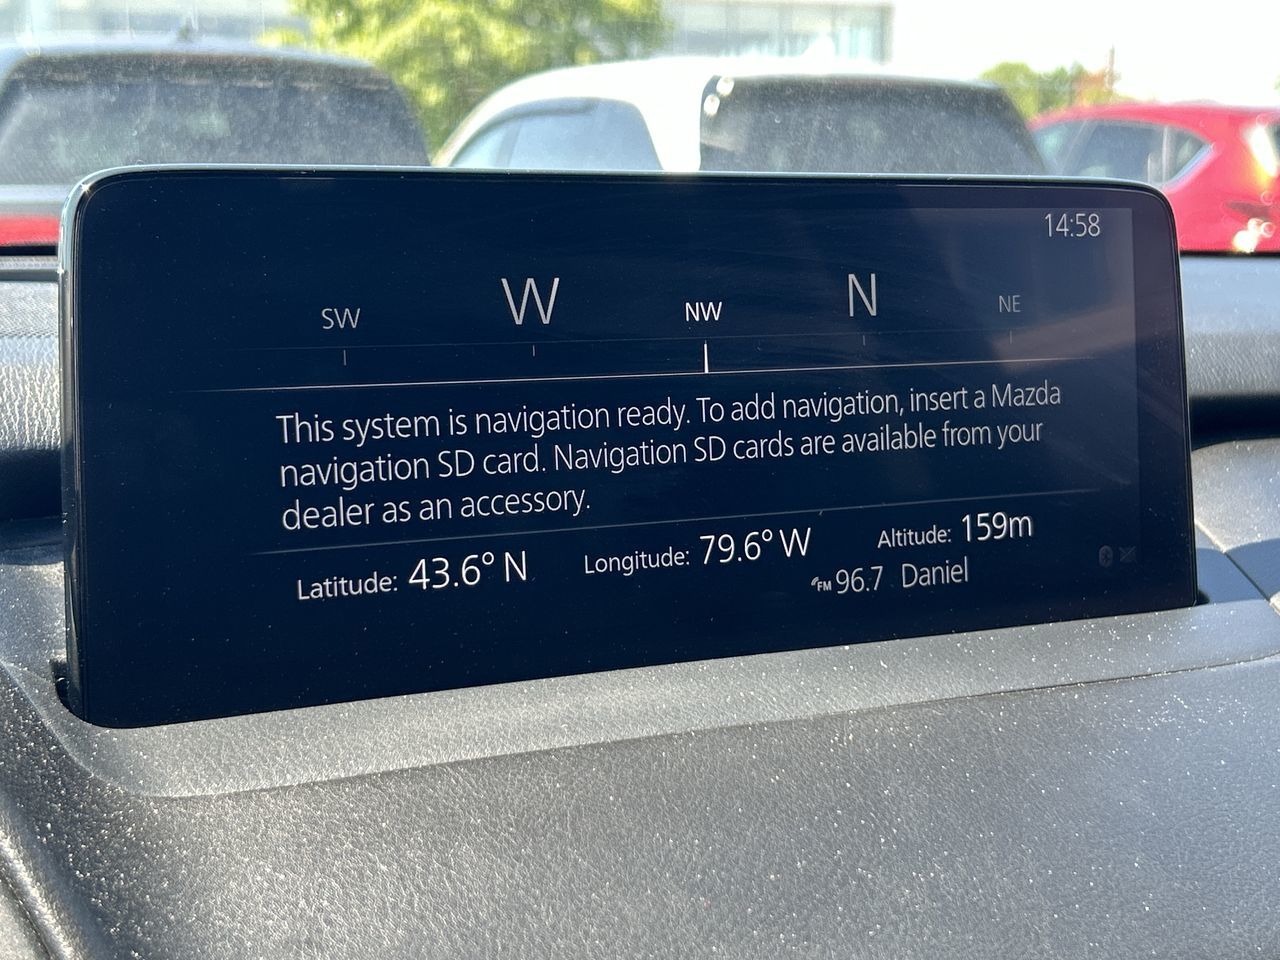 14:58
SW W NW N NE
This system is navigation ready. To add navigation, insert a Mazda
navigation SD card. Navigation SD cards are available from your
dealer as an accessory.
Latitude: 43.6° N Longitude: 79.6° W Altitude: 159m
FM 96.7 Daniel